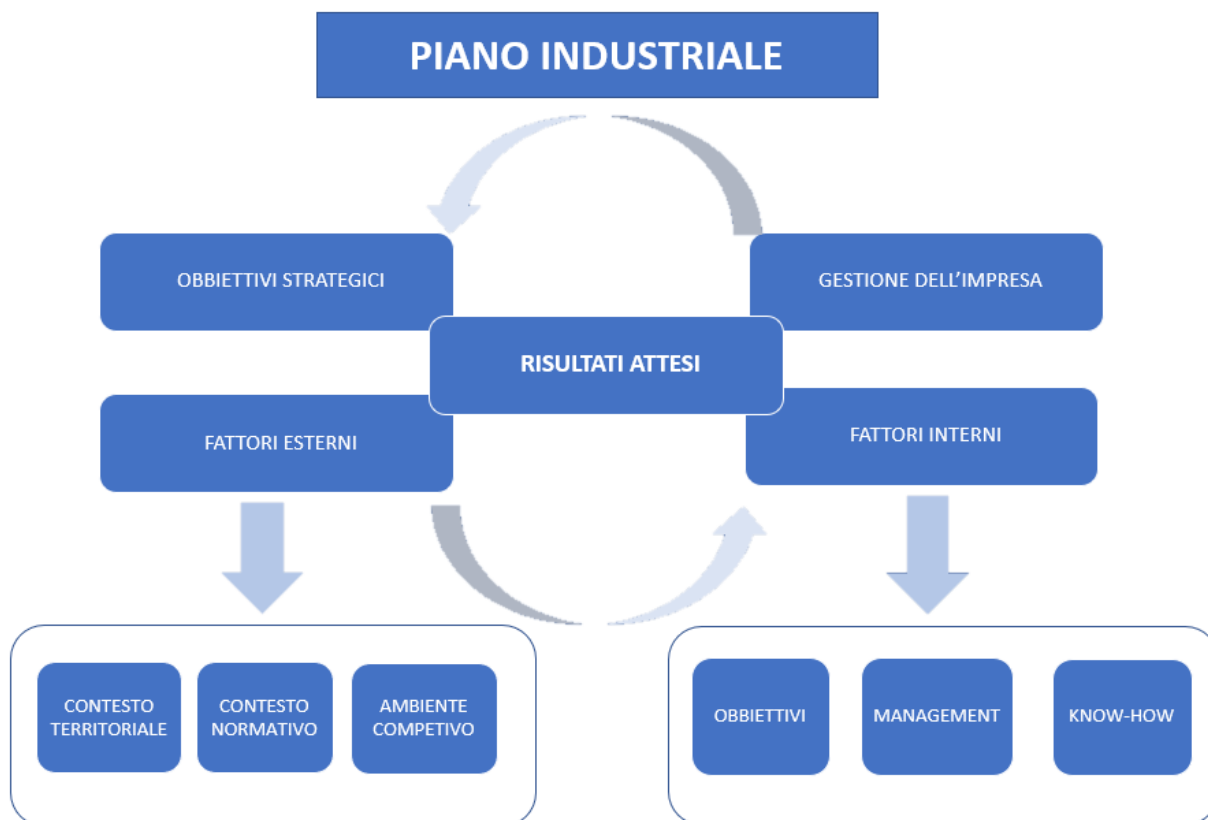 PIANO INDUSTRIALE
OBBIETTIVI STRATEGICI
GESTIONE DELL'IMPRESA
RISULTATI ATTESI
FATTORI ESTERNI
FATTORI INTERNI
CONTESTO
TERRITORIALE
CONTESTO
NORMATIVO
AMBIENTE
COMPETIVO
OBBIETTIVI
MANAGEMENT
KNOW-HOW